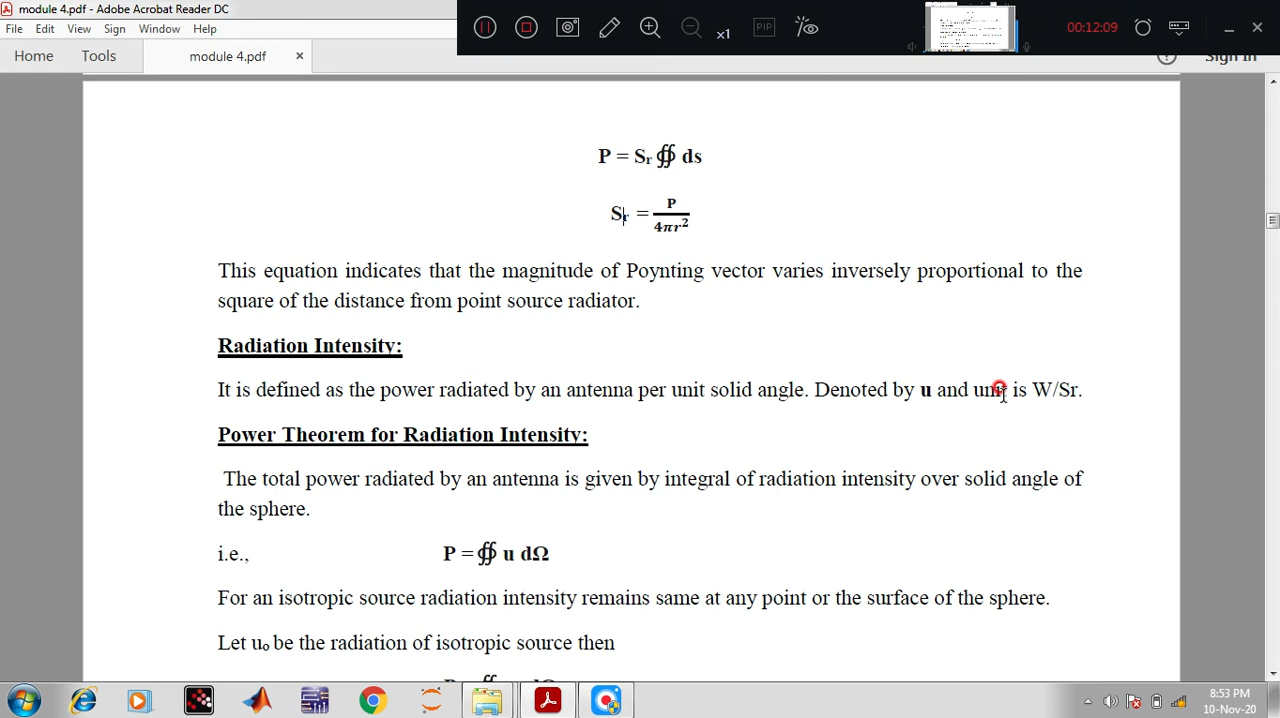 module 4.pdf - Adobe Acrobat Reader DC
File Edit View Sign Window Help
x1
PIP
00:12:09
Home Tools module 4.pdf × Sign In
P = Sr ∯ ds
Sr = P / 4πr²
This equation indicates that the magnitude of Poynting vector varies inversely proportional to the
square of the distance from point source radiator.
Radiation Intensity:
It is defined as the power radiated by an antenna per unit solid angle. Denoted by u and unit is W/Sr.
Power Theorem for Radiation Intensity:
The total power radiated by an antenna is given by integral of radiation intensity over solid angle of
the sphere.
i.e., P = ∯ u dΩ
For an isotropic source radiation intensity remains same at any point or the surface of the sphere.
Let uo be the radiation of isotropic source then
8:53 PM
10-Nov-20